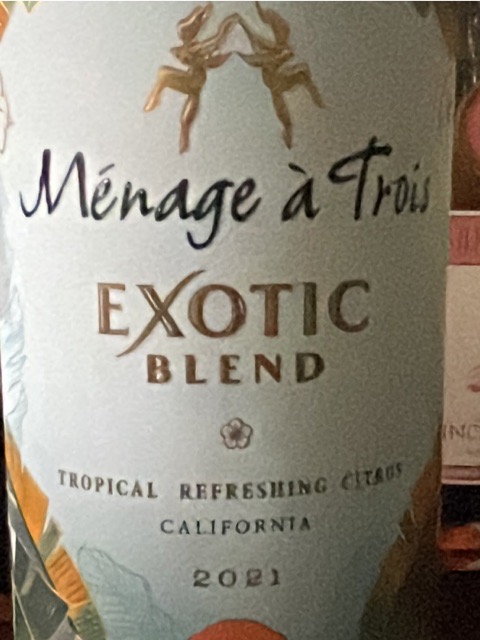 Ménage à Trois
EXOTIC
BLEND
TROPICAL REFRESHING CITRUS
CALIFORNIA
2021